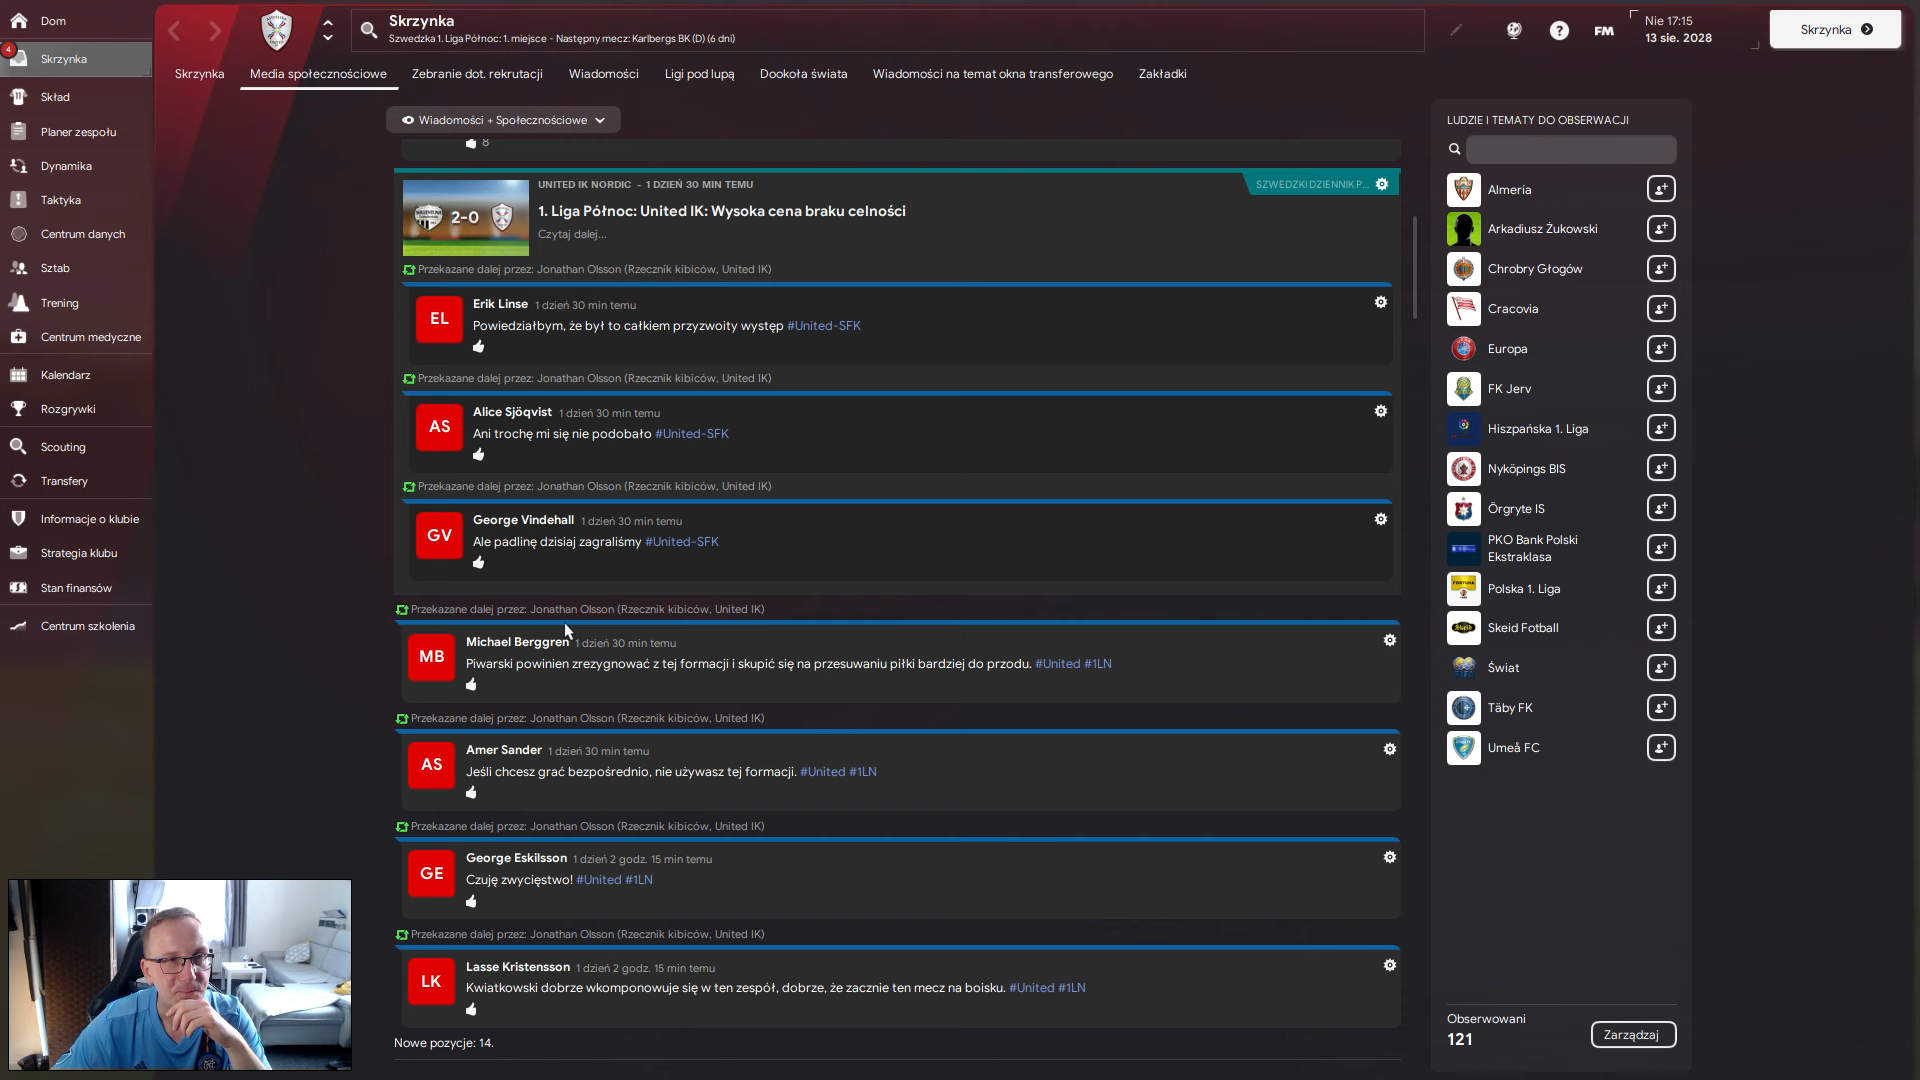 Dom
4
Skrzynka
Skład
Planer zespołu
Dynamika
Taktyka
Centrum danych
Sztab
Trening
Centrum medyczne
Kalendarz
Rozgrywki
Scouting
Transfery
Informacje o klubie
Strategia klubu
Stan finansów
Centrum szkolenia
Skrzynka
Szwedzka 1. Liga Północ: 1. miejsce - Następny mecz: Karlbergs BK (D) (6 dni)
FM
Nie 17:15
13 sie. 2028
Skrzynka
Skrzynka Media społecznościowe Zebranie dot. rekrutacji Wiadomości Ligi pod lupą Dookoła świata Wiadomości na temat okna transferowego Zakładki
Wiadomości + Społecznościowe
8
UNITED IK NORDIC - 1 DZIEŃ 30 MIN TEMU
SZWEDZKI DZIENNIK P...
2-0
1. Liga Północ: United IK: Wysoka cena braku celności
Czytaj dalej...
Przekazane dalej przez: Jonathan Olsson (Rzecznik kibiców, United IK)
EL
Erik Linse 1 dzień 30 min temu
Powiedziałbym, że był to całkiem przyzwoity występ #United-SFK
Przekazane dalej przez: Jonathan Olsson (Rzecznik kibiców, United IK)
AS
Alice Sjöqvist 1 dzień 30 min temu
Ani trochę mi się nie podobało #United-SFK
Przekazane dalej przez: Jonathan Olsson (Rzecznik kibiców, United IK)
GV
George Vindehall 1 dzień 30 min temu
Ale padlinę dzisiaj zagraliśmy #United-SFK
Przekazane dalej przez: Jonathan Olsson (Rzecznik kibiców, United IK)
MB
Michael Berggren 1 dzień 30 min temu
Piwarski powinien zrezygnować z tej formacji i skupić się na przesuwaniu piłki bardziej do przodu. #United #1LN
Przekazane dalej przez: Jonathan Olsson (Rzecznik kibiców, United IK)
AS
Amer Sander 1 dzień 30 min temu
Jeśli chcesz grać bezpośrednio, nie używasz tej formacji. #United #1LN
Przekazane dalej przez: Jonathan Olsson (Rzecznik kibiców, United IK)
GE
George Eskilsson 1 dzień 2 godz. 15 min temu
Czuję zwycięstwo! #United #1LN
Przekazane dalej przez: Jonathan Olsson (Rzecznik kibiców, United IK)
LK
Lasse Kristensson 1 dzień 2 godz. 15 min temu
Kwiatkowski dobrze wkomponowuje się w ten zespół, dobrze, że zacznie ten mecz na boisku. #United #1LN
Nowe pozycje: 14.
LUDZIE I TEMATY DO OBSERWACJI
Almería
Arkadiusz Żukowski
Chrobry Głogów
Cracovia
Europa
FK Jerv
Hiszpańska 1. Liga
Nyköpings BIS
Örgryte IS
PKO Bank Polski
Ekstraklasa
Polska 1. Liga
Skeid Fotball
Świat
Täby FK
Umeå FC
Obserwowani
121
Zarządzaj